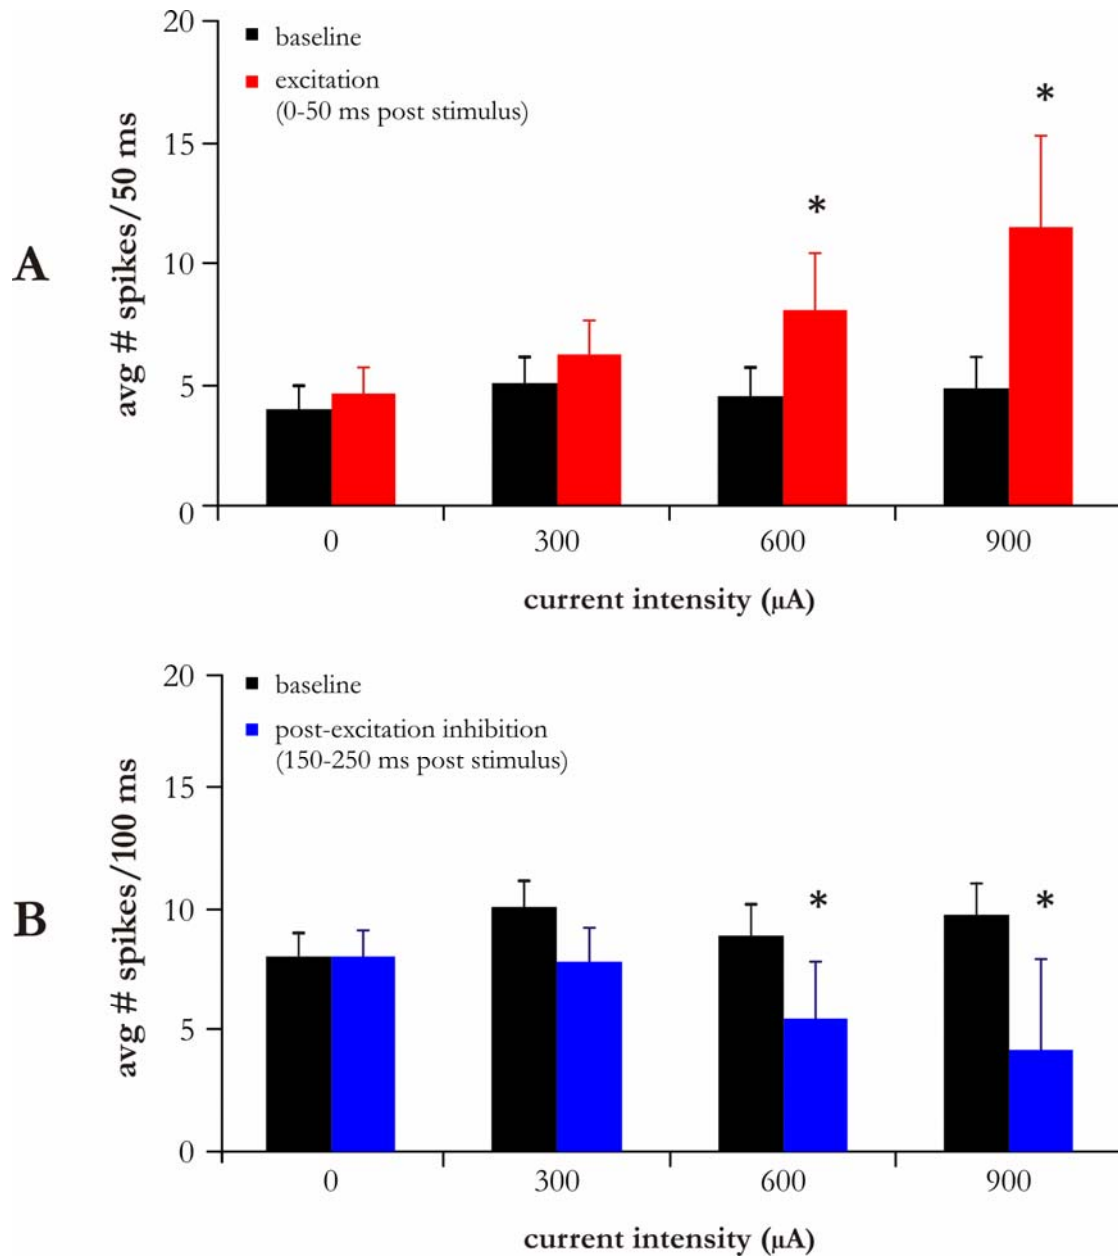 20
baseline
excitation
(0-50 ms post stimulus)
*
15
*
avg # spikes/50 ms
A
10
5
0
0 300 600 900
current intensity (µA)
20
baseline
post-excitation inhibition
(150-250 ms post stimulus)
15
avg # spikes/100 ms
B
10
* *
5
0
0 300 600 900
current intensity (µA)